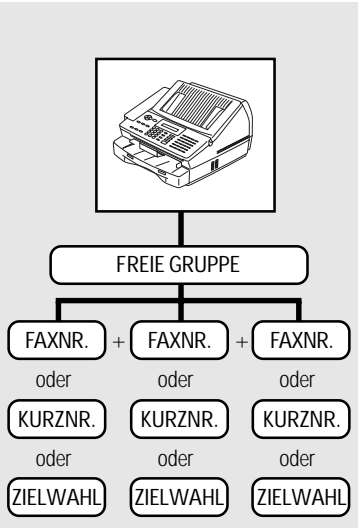 FREIE GRUPPE
FAXNR. + FAXNR. + FAXNR.
oder oder oder
KURZNR. KURZNR. KURZNR.
oder oder oder
ZIELWAHL ZIELWAHL ZIELWAHL